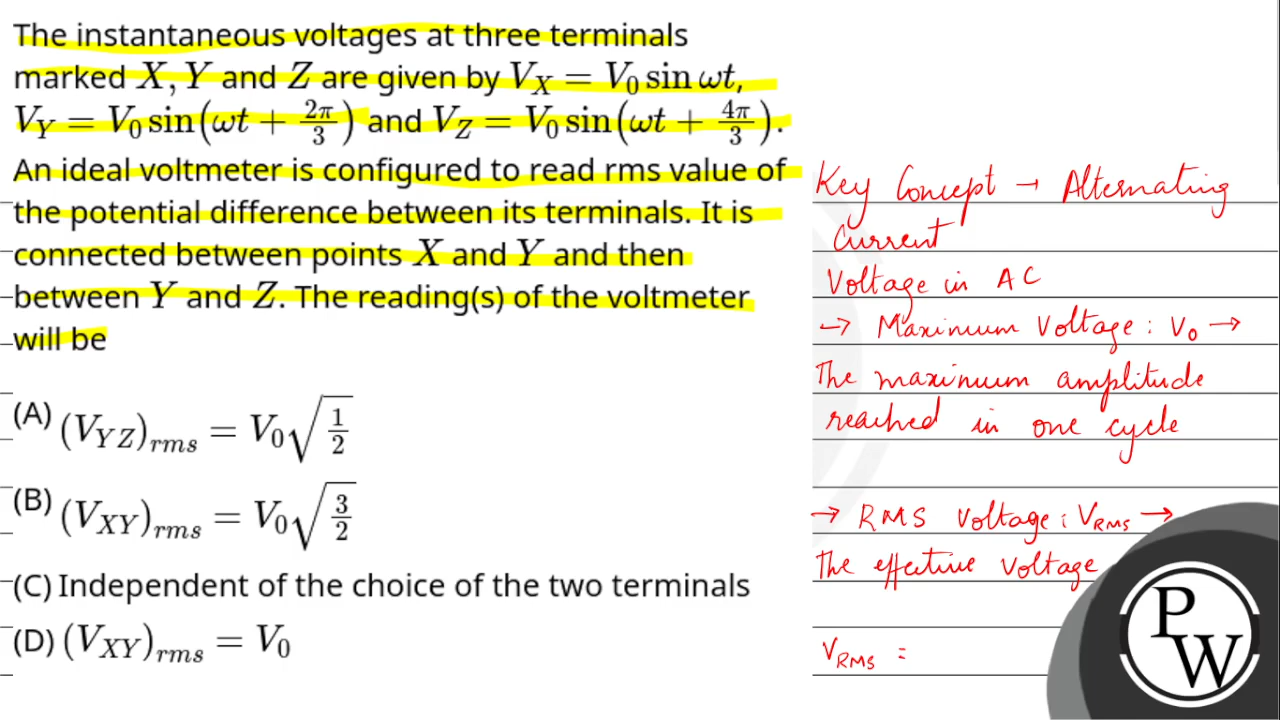 The instantaneous voltages at three terminals
marked X, Y and Z are given by V_X = V_0 sin ωt,
V_Y = V_0 sin(ωt + 2π/3) and V_Z = V_0 sin(ωt + 4π/3).
An ideal voltmeter is configured to read rms value of
the potential difference between its terminals. It is
connected between points X and Y and then
between Y and Z. The reading(s) of the voltmeter
will be
(A) (V_YZ)_rms = V_0 √(1/2)
(B) (V_XY)_rms = V_0 √(3/2)
(C) Independent of the choice of the two terminals
(D) (V_XY)_rms = V_0
Key Concept → Alternating
Current
Voltage in AC
→ Maximum Voltage : V_0 →
The maximum amplitude
reached in one cycle
→ RMS voltage : V_RMS →
The effective voltage
V_RMS =
P
W